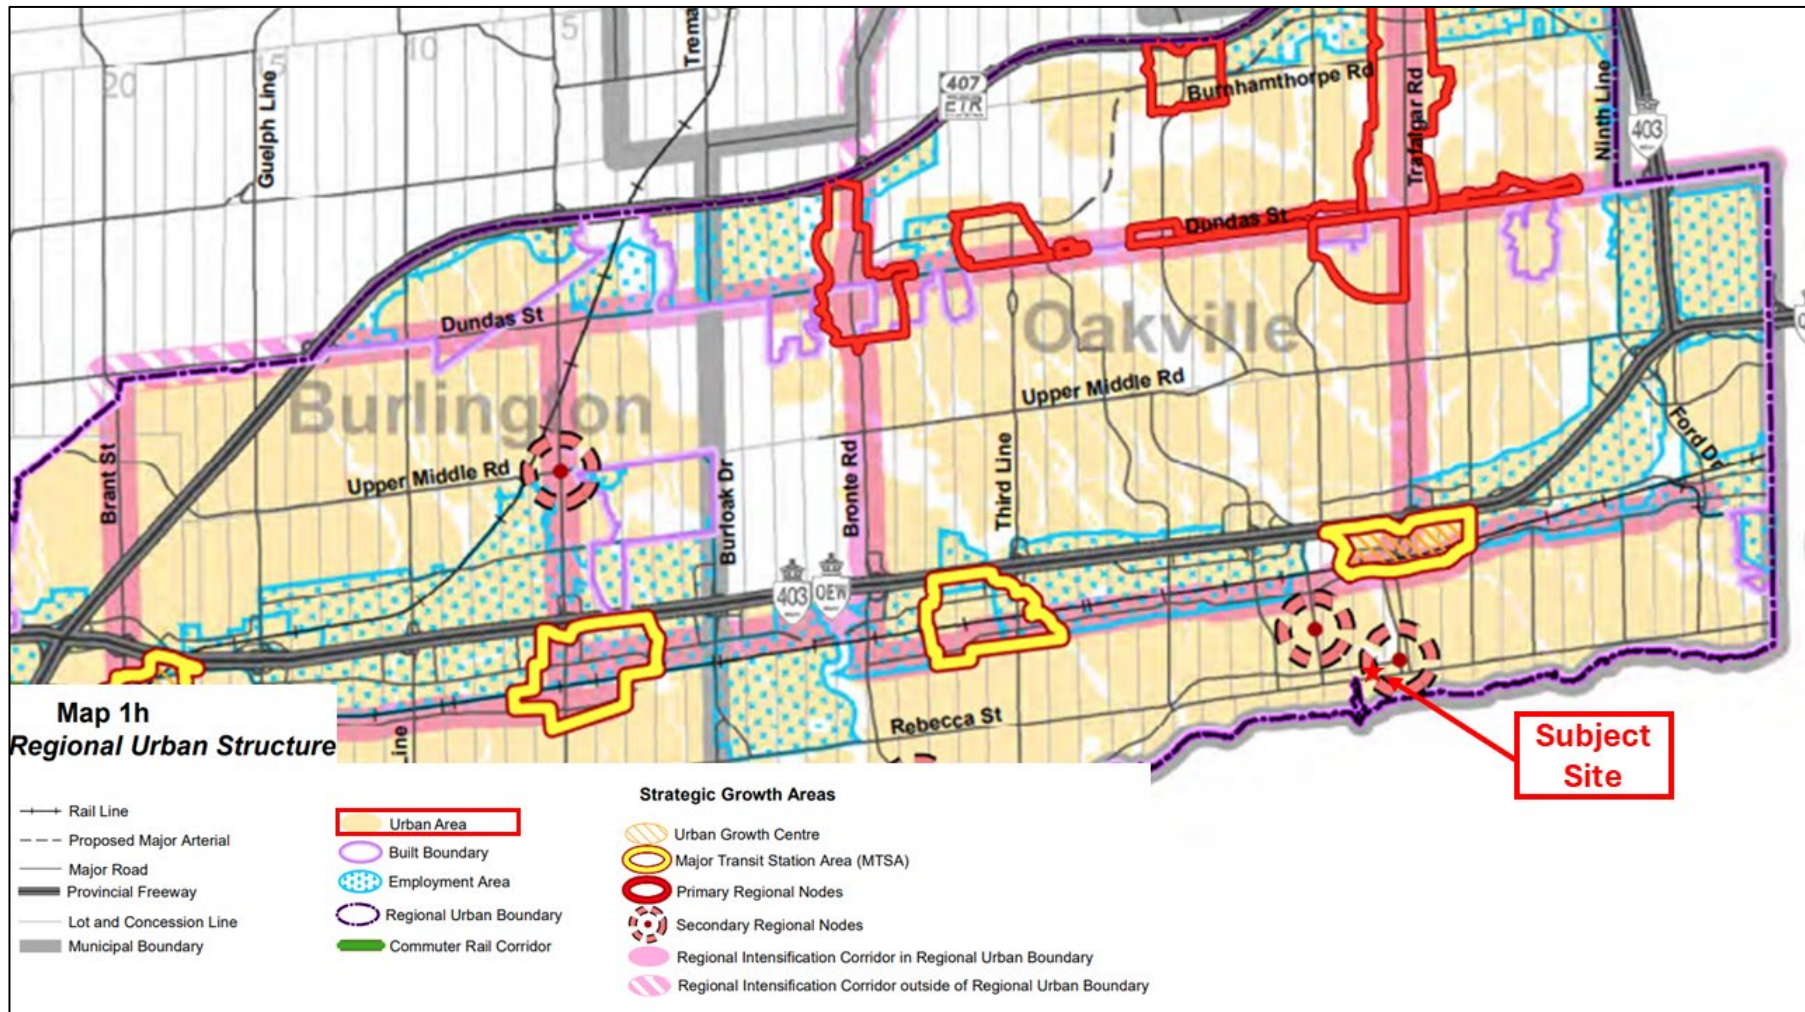 20
15
10
5
Guelph Line
Trema
407
ETR
Burnhamthorpe Rd
Trafalgar Rd
Ninth Line
403
Dundas St
Dundas St
Oakville
Burlington
Upper Middle Rd
Upper Middle Rd
Ford Dr
Brant St
Burloak Dr
Bronte Rd
Third Line
403
QEW
Rebecca St
ine
Subject
Site
Map 1h
Regional Urban Structure
Rail Line
Proposed Major Arterial
Major Road
Provincial Freeway
Lot and Concession Line
Municipal Boundary
Urban Area
Built Boundary
Employment Area
Regional Urban Boundary
Commuter Rail Corridor
Strategic Growth Areas
Urban Growth Centre
Major Transit Station Area (MTSA)
Primary Regional Nodes
Secondary Regional Nodes
Regional Intensification Corridor in Regional Urban Boundary
Regional Intensification Corridor outside of Regional Urban Boundary